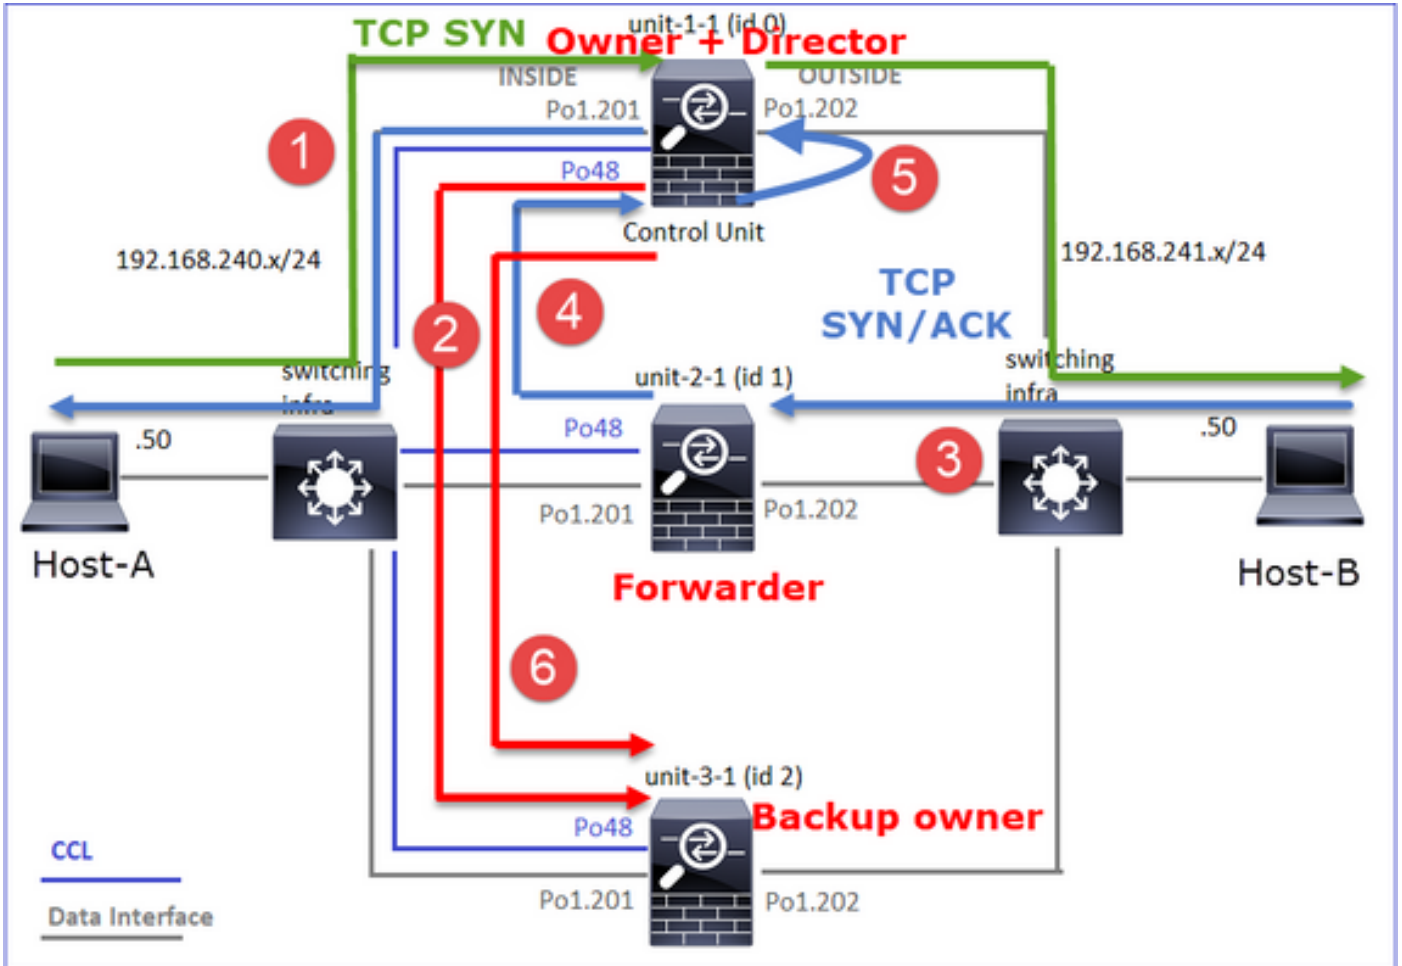 unit-1-1 (id 0)
TCP SYN
Owner + Director
INSIDE
OUTSIDE
Po1.201
Po1.202
1
Po48
5
Control Unit
192.168.240.x/24
192.168.241.x/24
TCP
SYN/ACK
4
2
switching
infra
unit-2-1 (id 1)
switching
infra
.50
Po48
.50
3
Po1.201
Po1.202
Host-A
Host-B
Forwarder
6
unit-3-1 (id 2)
Backup owner
Po48
CCL
Po1.201
Po1.202
Data Interface